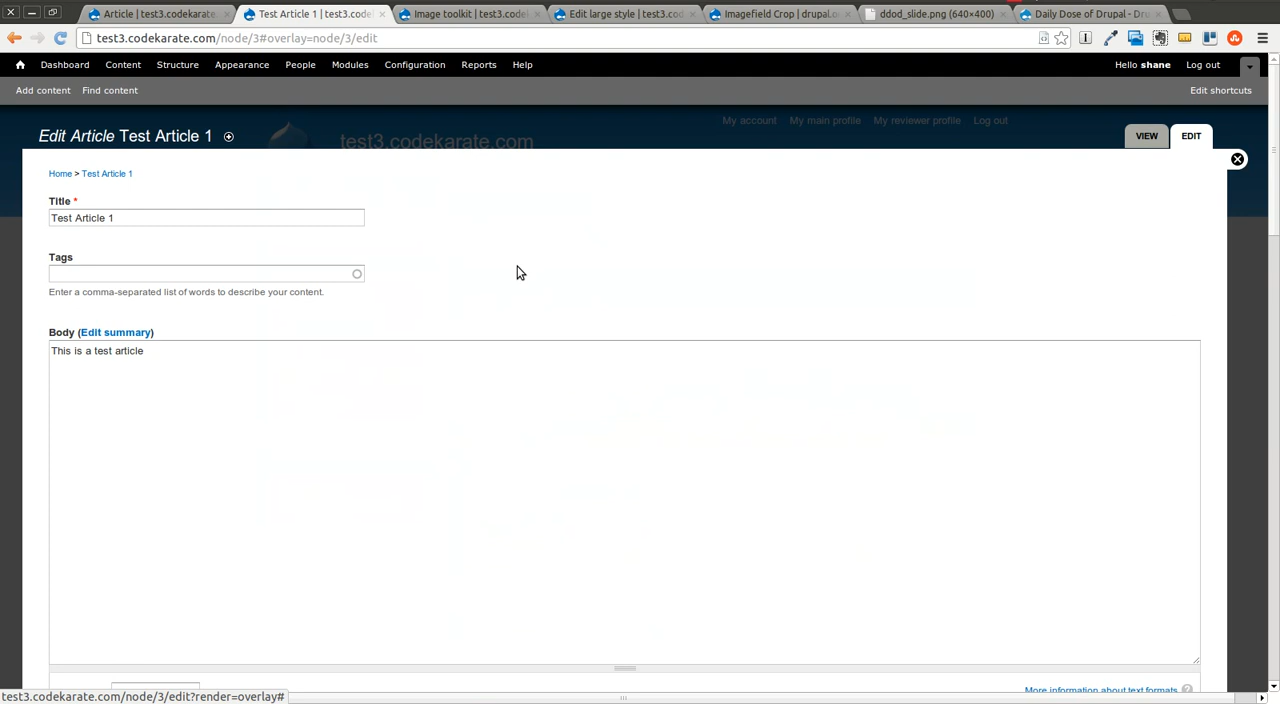 Article | test3.codekarate.
Test Article 1 | test3.codel
Image toolkit | test3.codel
Edit large style | test3.cod
Imagefield Crop | drupal.o
ddod_slide.png (640×400)
Daily Dose of Drupal - Dru
test3.codekarate.com/node/3#overlay=node/3/edit
Dashboard Content Structure Appearance People Modules Configuration Reports Help
Hello shane Log out
Add content Find content
Edit shortcuts
My account My main profile My reviewer profile Log out
Edit Article Test Article 1
test3.codekarate.com
VIEW EDIT
Home > Test Article 1
Title *
Test Article 1
Tags
Enter a comma-separated list of words to describe your content.
Body (Edit summary)
This is a test article
More information about text formats
test3.codekarate.com/node/3/edit?render=overlay#